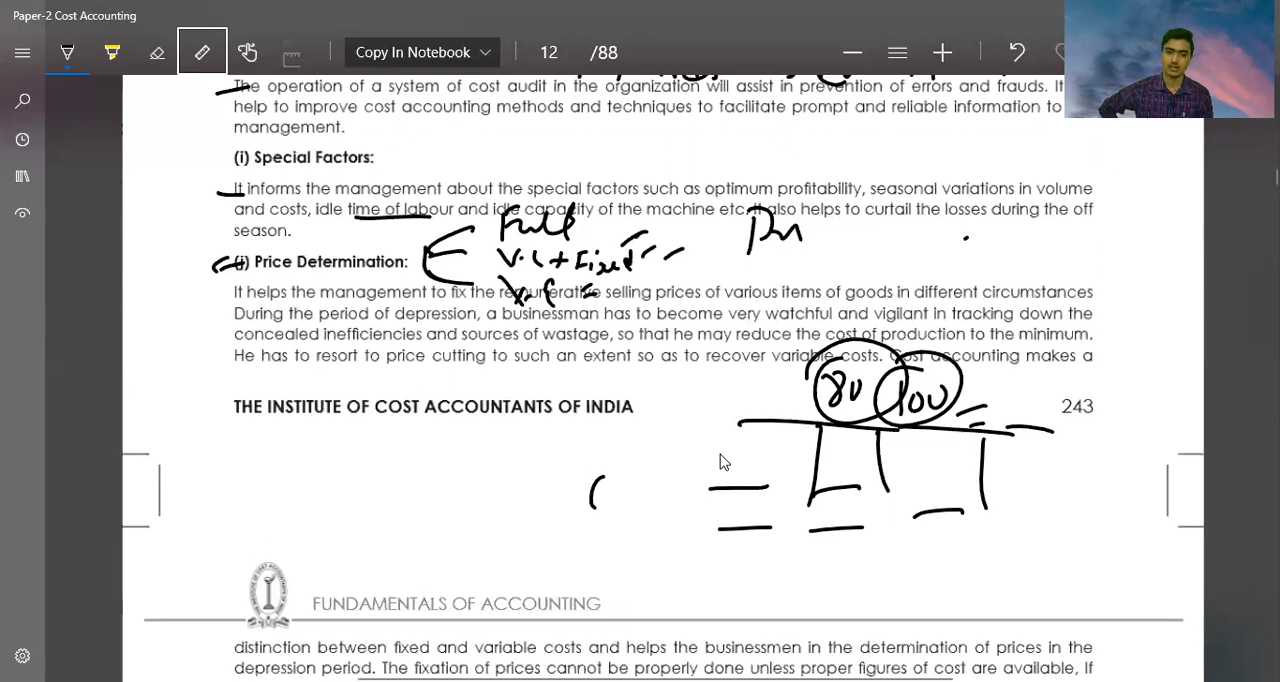 Paper-2 Cost Accounting
Copy In Notebook
12 /88
The operation of a system of cost audit in the organization will assist in prevention of errors and frauds. It
help to improve cost accounting methods and techniques to facilitate prompt and reliable information to
management.
(i) Special Factors:
It informs the management about the special factors such as optimum profitability, seasonal variations in volume
and costs, idle time of labour and idle capacity of the machine etc. It also helps to curtail the losses during the off
season.
Full
V.C + Fixed
V.C =
(j) Price Determination:
It helps the management to fix the remunerative selling prices of various items of goods in different circumstances
During the period of depression, a businessman has to become very watchful and vigilant in tracking down the
concealed inefficiencies and sources of wastage, so that he may reduce the cost of production to the minimum.
He has to resort to price cutting to such an extent so as to recover variable costs. Cost accounting makes a
80 100
THE INSTITUTE OF COST ACCOUNTANTS OF INDIA 243
FUNDAMENTALS OF ACCOUNTING
distinction between fixed and variable costs and helps the businessmen in the determination of prices in the
depression period. The fixation of prices cannot be properly done unless proper figures of cost are available, If